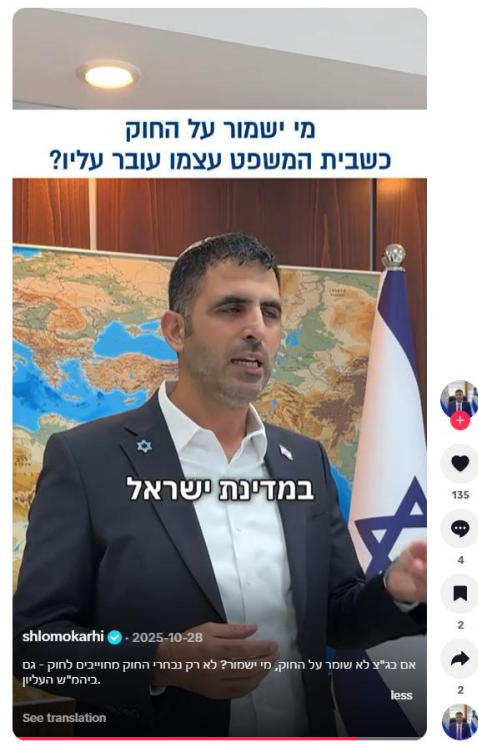 מי ישמור על החוק
כשבית המשפט עצמו עובר עליו?
במדינת ישראל
shlomokarhi · 2025-10-28
אם בג"צ לא שומר על החוק, מי ישמור? לא רק נבחרי החוק מחוייבים לחוק - גם
ביהמ"ש העליון.
less
See translation
135
4
2
2